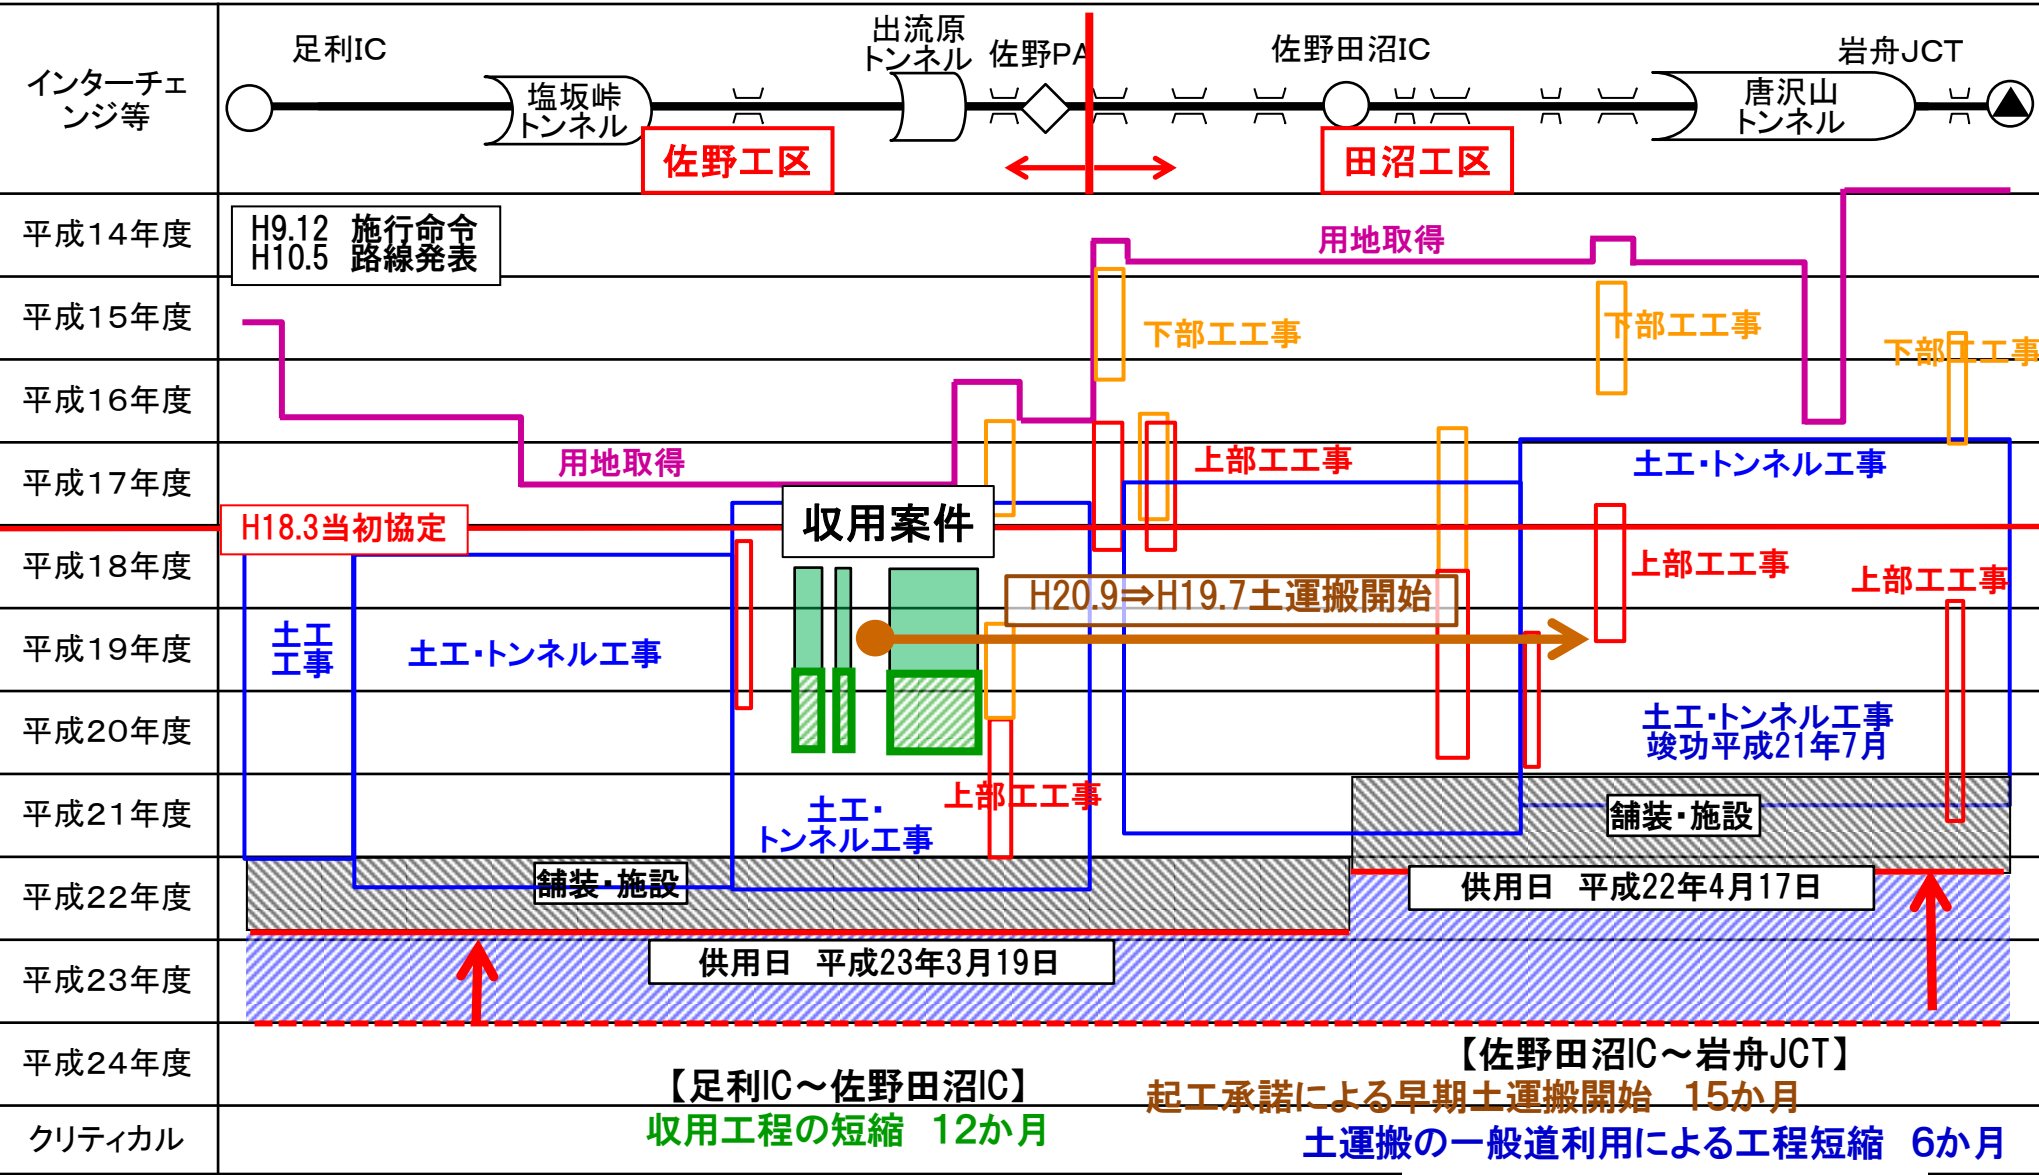 インターチェ
ンジ等
足利IC
塩坂峠
トンネル
出流原
トンネル
佐野PA
佐野田沼IC
岩舟JCT
唐沢山
トンネル
佐野工区
田沼工区
平成14年度
H9.12 施行命令
H10.5 路線発表
用地取得
平成15年度
下部工工事
下部工工事
下部工工事
平成16年度
平成17年度
用地取得
上部工工事
土工・トンネル工事
H18.3当初協定
収用案件
平成18年度
H20.9⇒H19.7土運搬開始
上部工工事
上部工工事
平成19年度
土工
工事
土工・トンネル工事
平成20年度
土工・トンネル工事
竣功平成21年7月
平成21年度
土工・
トンネル工事
上部工工事
舗装・施設
平成22年度
舗装・施設
供用日 平成22年4月17日
平成23年度
供用日 平成23年3月19日
平成24年度
【足利IC～佐野田沼IC】
収用工程の短縮 12か月
【佐野田沼IC～岩舟JCT】
起工承諾による早期土運搬開始 15か月
クリティカル
土運搬の一般道利用による工程短縮 6か月